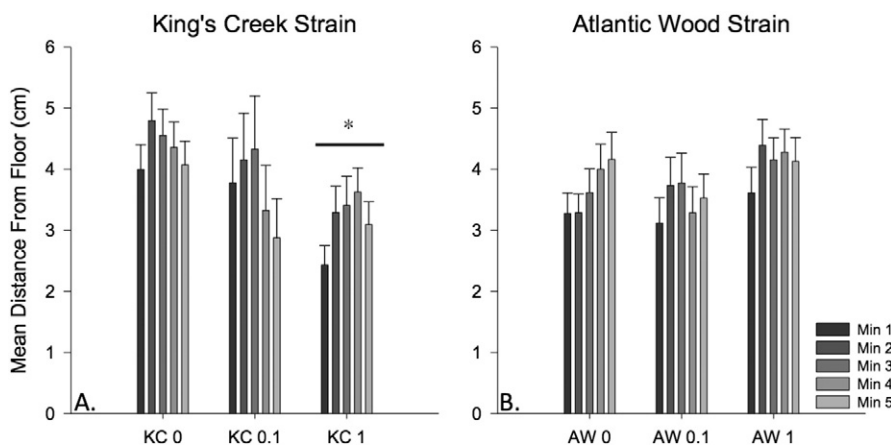 King's Creek Strain
Atlantic Wood Strain
Mean Distance From Floor (cm)
6
5
4
3
2
1
0
*
A.
KC 0
KC 0.1
KC 1
6
5
4
3
2
1
0
B.
AW 0
AW 0.1
AW 1
Min 1
Min 2
Min 3
Min 4
Min 5